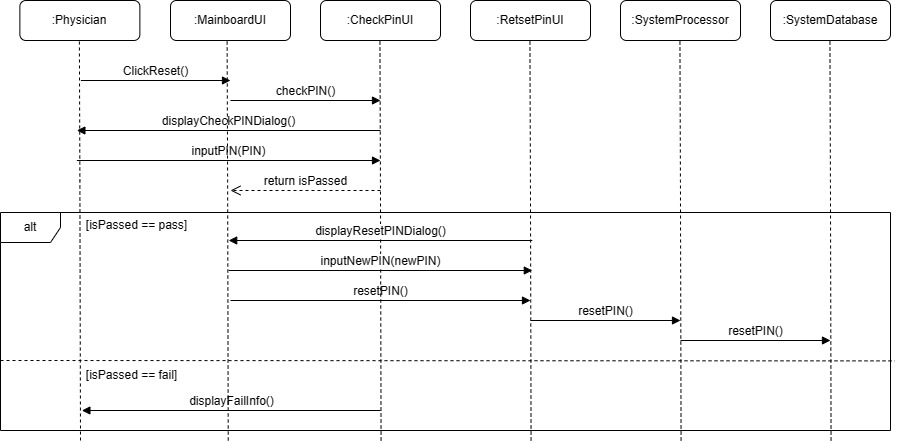 :Physician
:MainboardUI
:CheckPinUI
:RetsetPinUI
:SystemProcessor
:SystemDatabase
ClickReset()
checkPIN()
displayCheckPINDialog()
inputPIN(PIN)
return isPassed
alt
[isPassed == pass]
displayResetPINDialog()
inputNewPIN(newPIN)
resetPIN()
resetPIN()
resetPIN()
[isPassed == fail]
displayFailInfo()